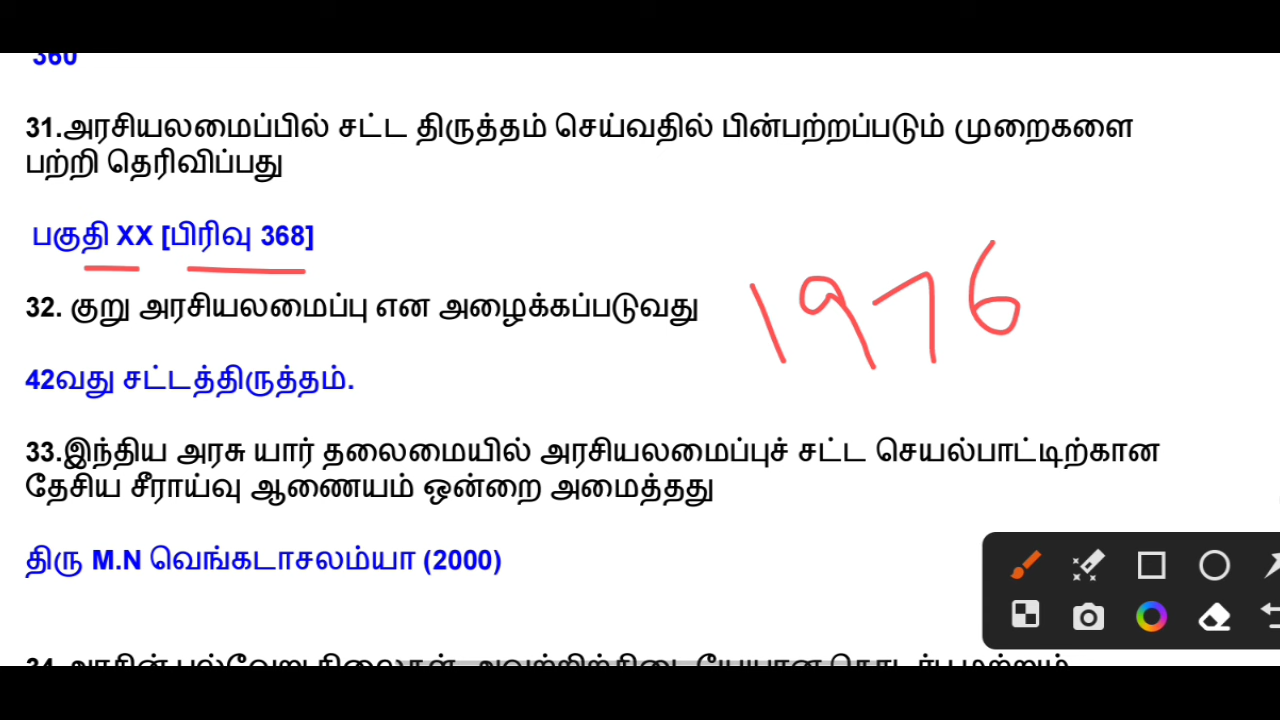 360
31.அரசியலமைப்பில் சட்ட திருத்தம் செய்வதில் பின்பற்றப்படும் முறைகளை
பற்றி தெரிவிப்பது
பகுதி XX [பிரிவு 368]
32. குறு அரசியலமைப்பு என அழைக்கப்படுவது
1976
42வது சட்டத்திருத்தம்.
33.இந்திய அரசு யார் தலைமையில் அரசியலமைப்புச் சட்ட செயல்பாட்டிற்கான
தேசிய சீராய்வு ஆணையம் ஒன்றை அமைத்தது
திரு M.N வெங்கடாசலம்யா (2000)